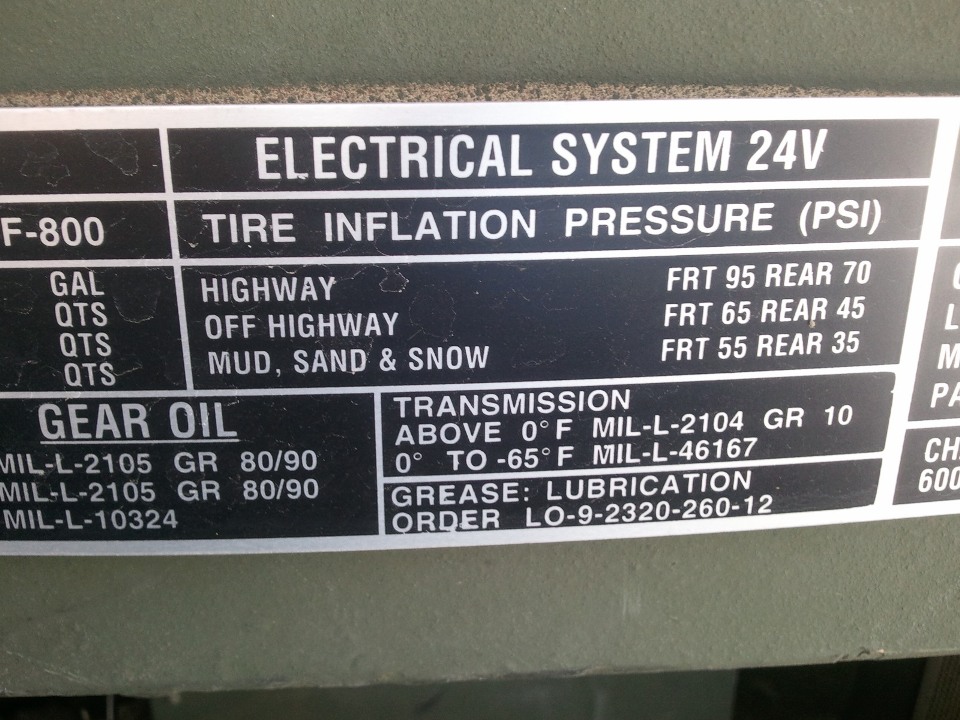 ELECTRICAL SYSTEM 24V
F-800
TIRE INFLATION PRESSURE (PSI)
GAL
QTS
QTS
QTS
HIGHWAY FRT 95 REAR 70
OFF HIGHWAY FRT 65 REAR 45
MUD, SAND & SNOW FRT 55 REAR 35
GEAR OIL
MIL-L-2105 GR 80/90
MIL-L-2105 GR 80/90
MIL-L-10324
TRANSMISSION
ABOVE 0°F MIL-L-2104 GR 10
0° TO -65°F MIL-L-46167
GREASE: LUBRICATION
ORDER LO-9-2320-260-12
L
M
PA
CH
600